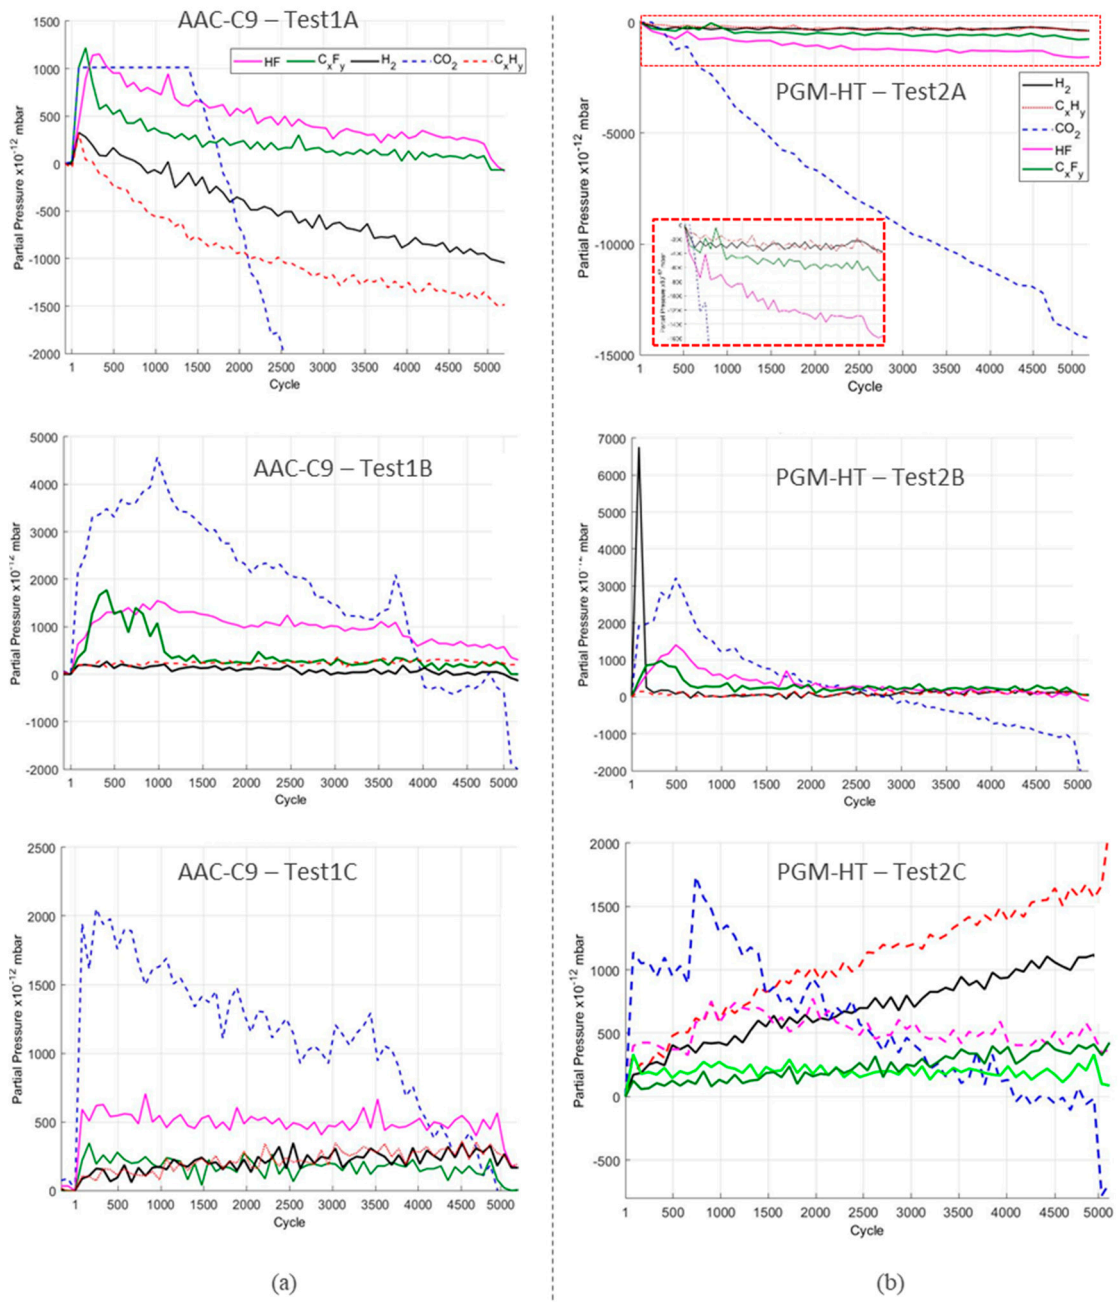 AAC-C9 – Test1A
1500
1000
500
0
-500
-1000
-1500
-2000
Partial Pressure x10⁻¹² mbar
HF CxFy H2 CO2 CxHy
1 500 1000 1500 2000 2500 3000 3500 4000 4500 5000
Cycle
PGM-HT – Test2A
0
-5000
-10000
-15000
Partial Pressure x10⁻¹² mbar
H2
CxHy
CO2
HF
CxFy
1 500 1000 1500 2000 2500 3000 3500 4000 4500 5000
Cycle
AAC-C9 – Test1B
5000
4000
3000
2000
1000
0
-1000
-2000
Partial Pressure x10⁻¹² mbar
1 500 1000 1500 2000 2500 3000 3500 4000 4500 5000
Cycle
PGM-HT – Test2B
7000
6000
5000
4000
3000
2000
1000
0
-1000
-2000
Partial Pressure mbar
1 500 1000 1500 2000 2500 3000 3500 4000 4500 5000
Cycle
AAC-C9 – Test1C
2500
2000
1500
1000
500
0
Partial Pressure x10⁻¹² mbar
1 500 1000 1500 2000 2500 3000 3500 4000 4500 5000
Cycle
PGM-HT – Test2C
2000
1500
1000
500
0
-500
Partial Pressure x10⁻¹² mbar
1 500 1000 1500 2000 2500 3000 3500 4000 4500 5000
Cycle
(a)
(b)